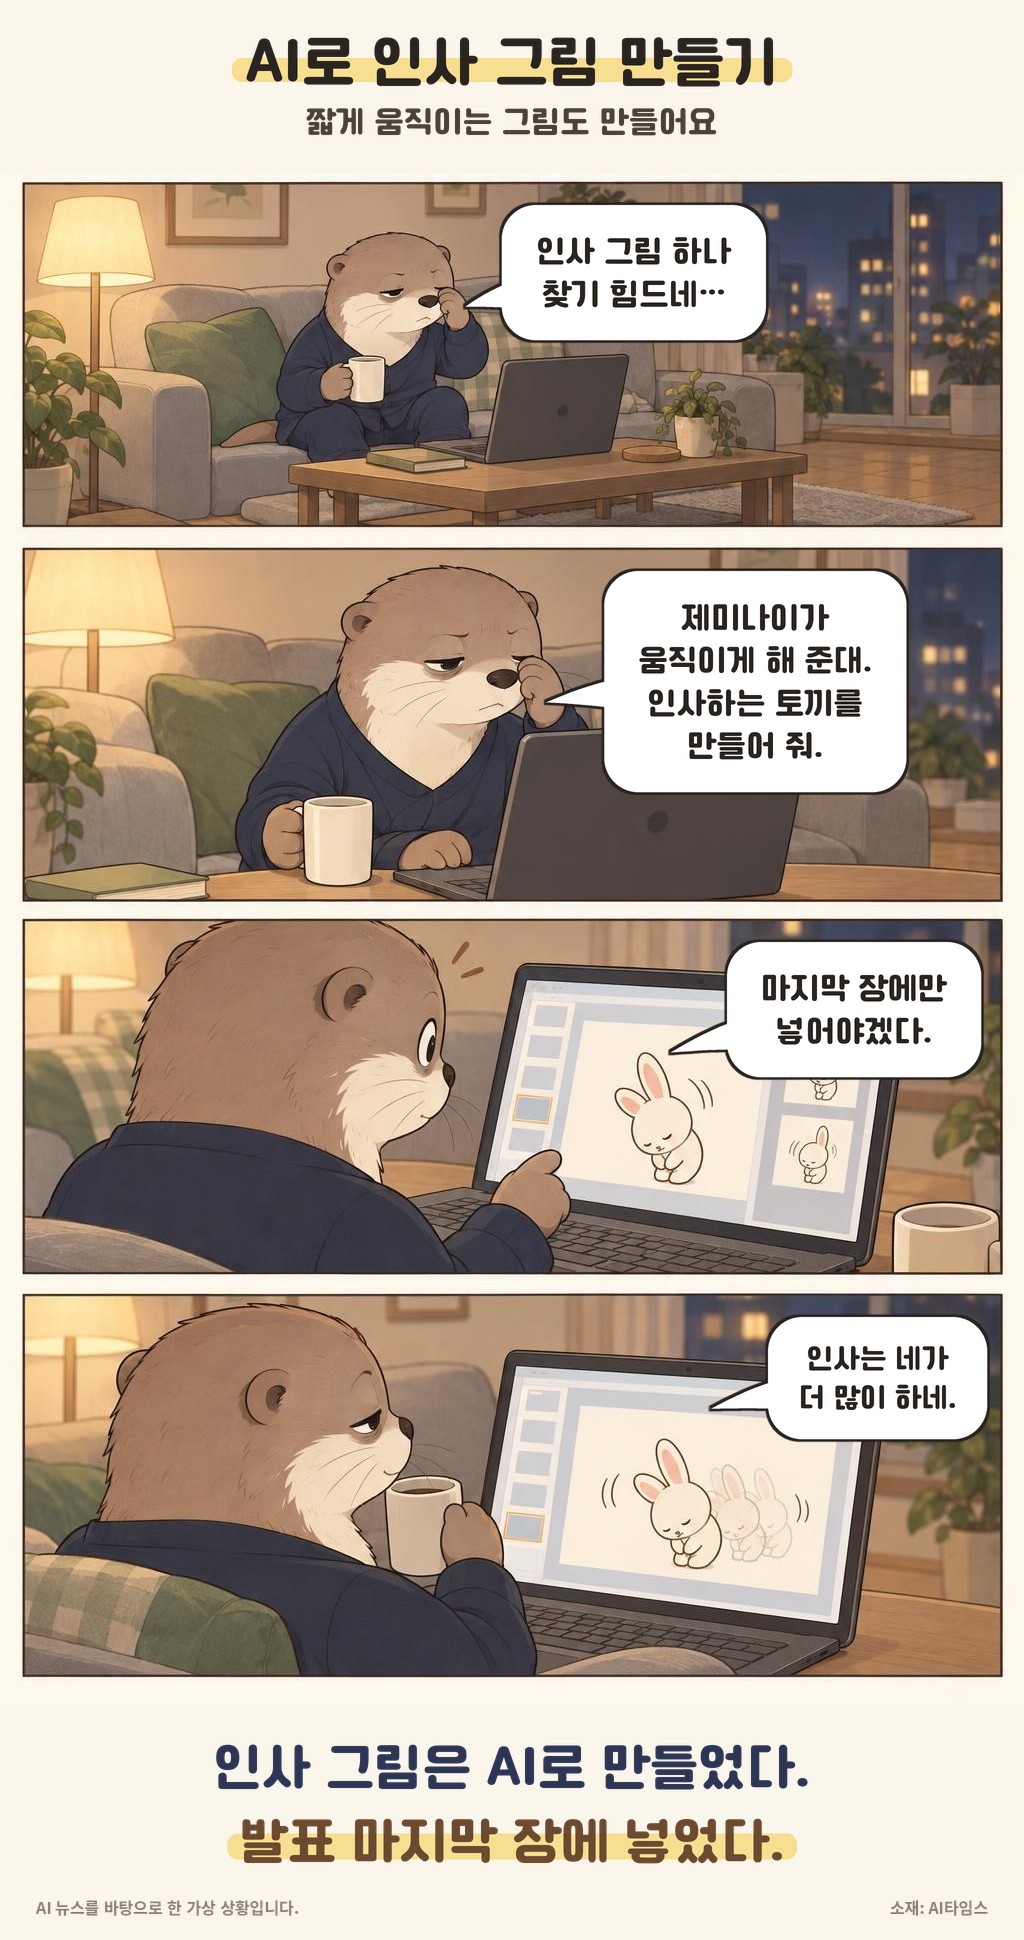 AI로 인사 그림 만들기
짧게 움직이는 그림도 만들어요
인사 그림 하나
찾기 힘드네…
제미나이가
움직이게 해 준대.
인사하는 토끼를
만들어 줘.
마지막 장에만
넣어야겠다.
인사는 네가
더 많이 하네.
인사 그림은 AI로 만들었다.
발표 마지막 장에 넣었다.
AI 뉴스를 바탕으로 한 가상 상황입니다.
소재: AI타임스